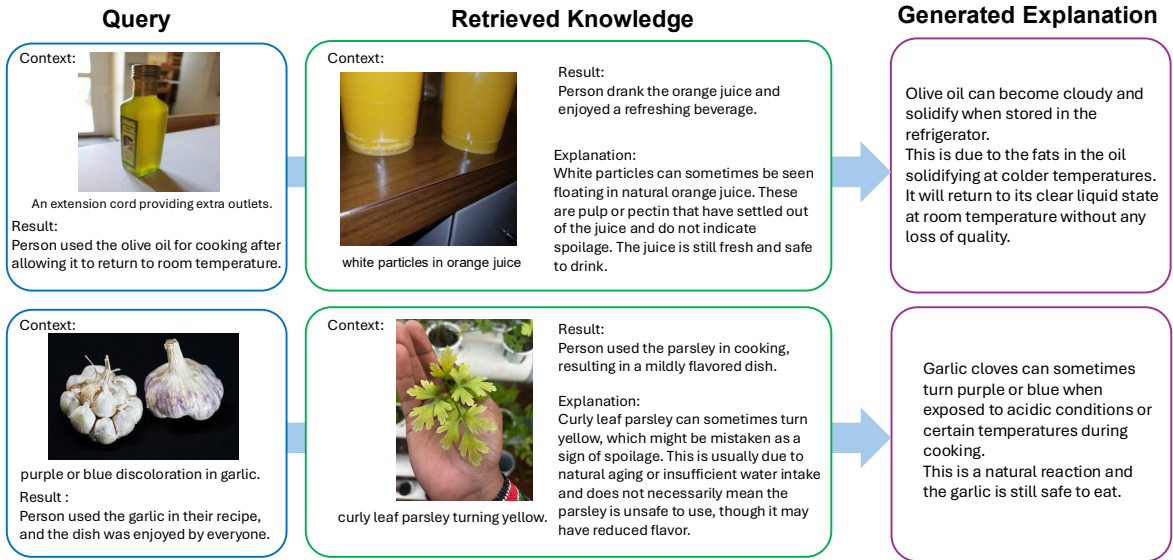 Query
Retrieved Knowledge
Generated Explanation
Context:
An extension cord providing extra outlets.
Result:
Person used the olive oil for cooking after
allowing it to return to room temperature.
Context:
white particles in orange juice
Result:
Person drank the orange juice and
enjoyed a refreshing beverage.
Explanation:
White particles can sometimes be seen
floating in natural orange juice. These
are pulp or pectin that have settled out
of the juice and do not indicate
spoilage. The juice is still fresh and safe
to drink.
Olive oil can become cloudy and
solidify when stored in the
refrigerator.
This is due to the fats in the oil
solidifying at colder temperatures.
It will return to its clear liquid state
at room temperature without any
loss of quality.
Context:
purple or blue discoloration in garlic.
Result :
Person used the garlic in their recipe,
and the dish was enjoyed by everyone.
Context:
curly leaf parsley turning yellow.
Result:
Person used the parsley in cooking,
resulting in a mildly flavored dish.
Explanation:
Curly leaf parsley can sometimes turn
yellow, which might be mistaken as a
sign of spoilage. This is usually due to
natural aging or insufficient water intake
and does not necessarily mean the
parsley is unsafe to use, though it may
have reduced flavor.
Garlic cloves can sometimes
turn purple or blue when
exposed to acidic conditions or
certain temperatures during
cooking.
This is a natural reaction and
the garlic is still safe to eat.